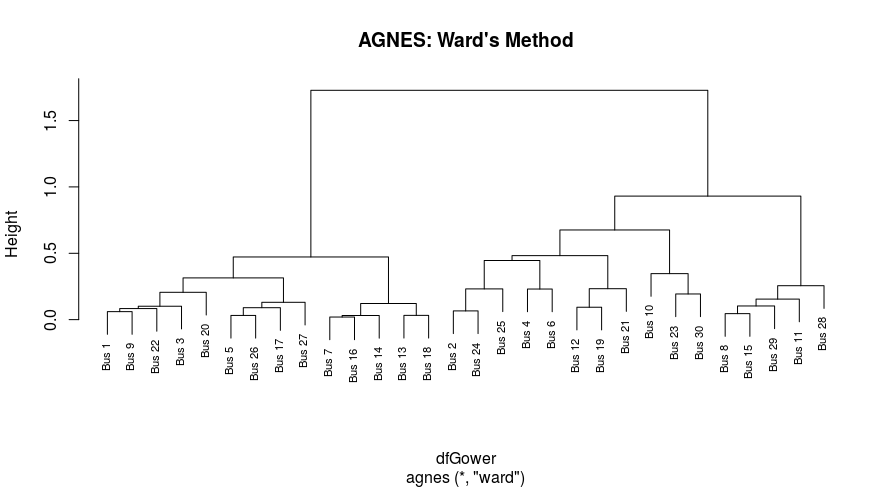 AGNES: Ward's Method
Height
1.5
1.0
0.5
0.0
Bus 1
Bus 9
Bus 22
Bus 3
Bus 20
Bus 5
Bus 26
Bus 17
Bus 27
Bus 7
Bus 16
Bus 14
Bus 13
Bus 18
Bus 2
Bus 24
Bus 25
Bus 4
Bus 6
Bus 12
Bus 19
Bus 21
Bus 10
Bus 23
Bus 30
Bus 8
Bus 15
Bus 29
Bus 11
Bus 28
dfGower
agnes (*, "ward")